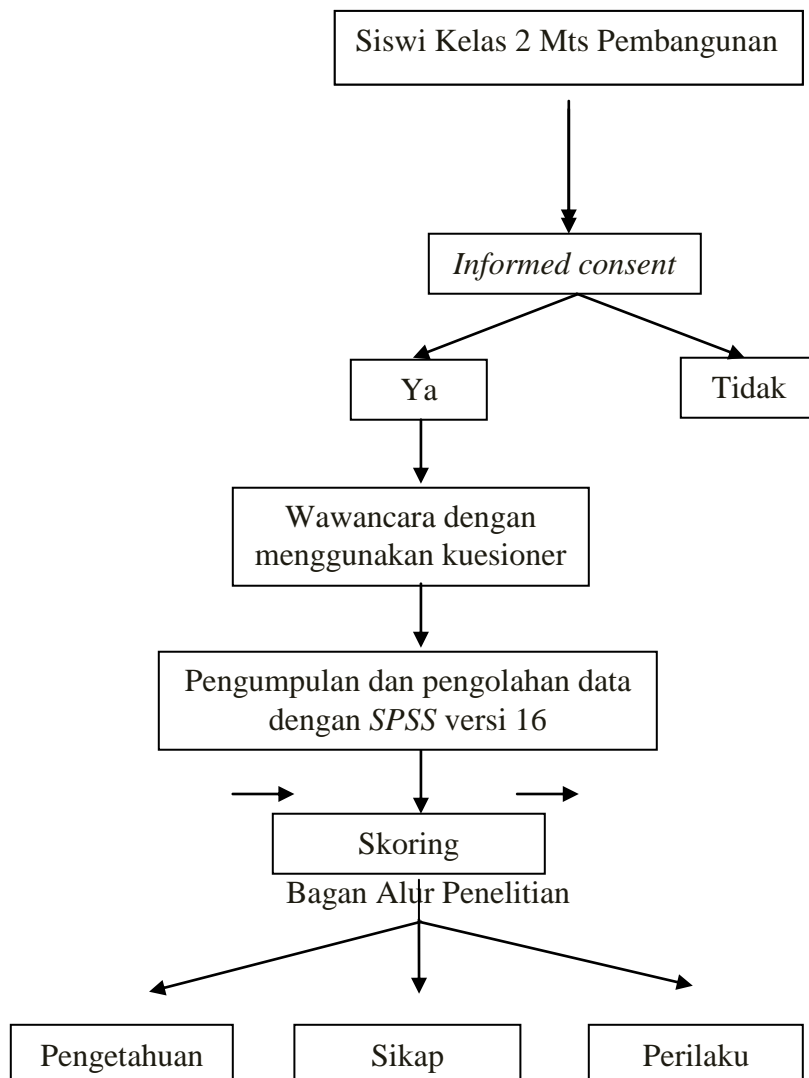 Siswi Kelas 2 Mts Pembangunan
Informed consent
Ya
Tidak
Wawancara dengan
menggunakan kuesioner
Pengumpulan dan pengolahan data
dengan SPSS versi 16
Skoring
Bagan Alur Penelitian
Pengetahuan
Sikap
Perilaku